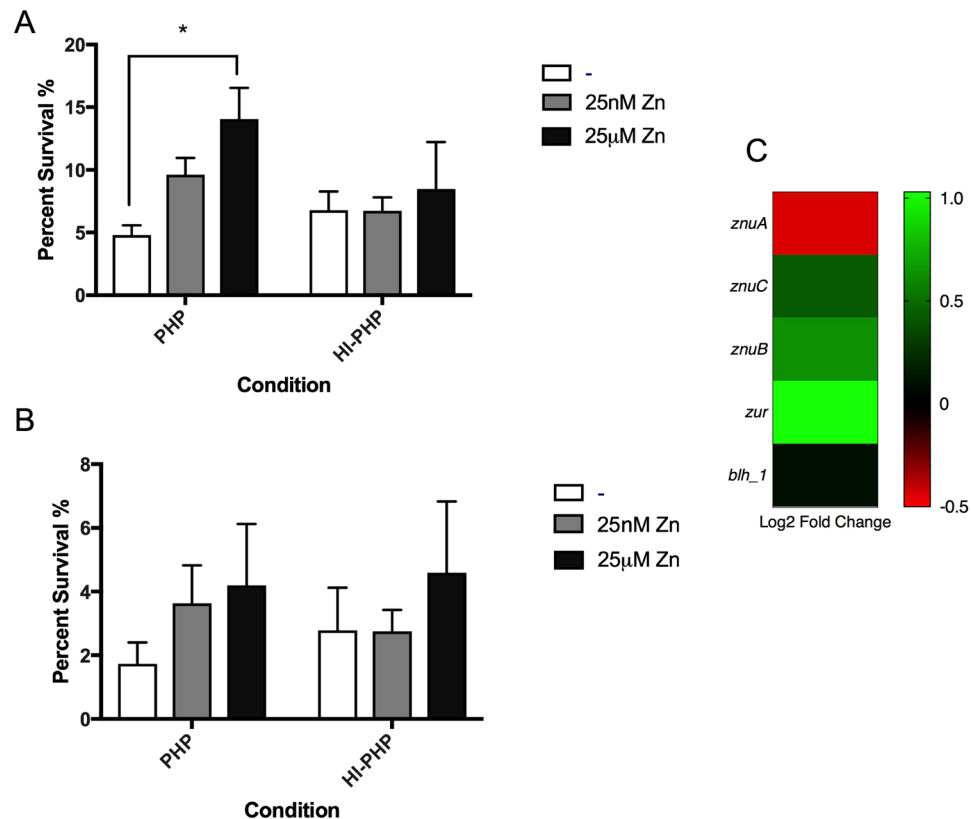 A
*
20
15
10
5
0
Percent Survival %
PHP
HI-PHP
Condition
-
25nM Zn
25μM Zn
B
8
6
4
2
0
Percent Survival %
PHP
HI-PHP
Condition
-
25nM Zn
25μM Zn
C
znuA
znuC
znuB
zur
blh_1
Log2 Fold Change
1.0
0.5
0
-0.5